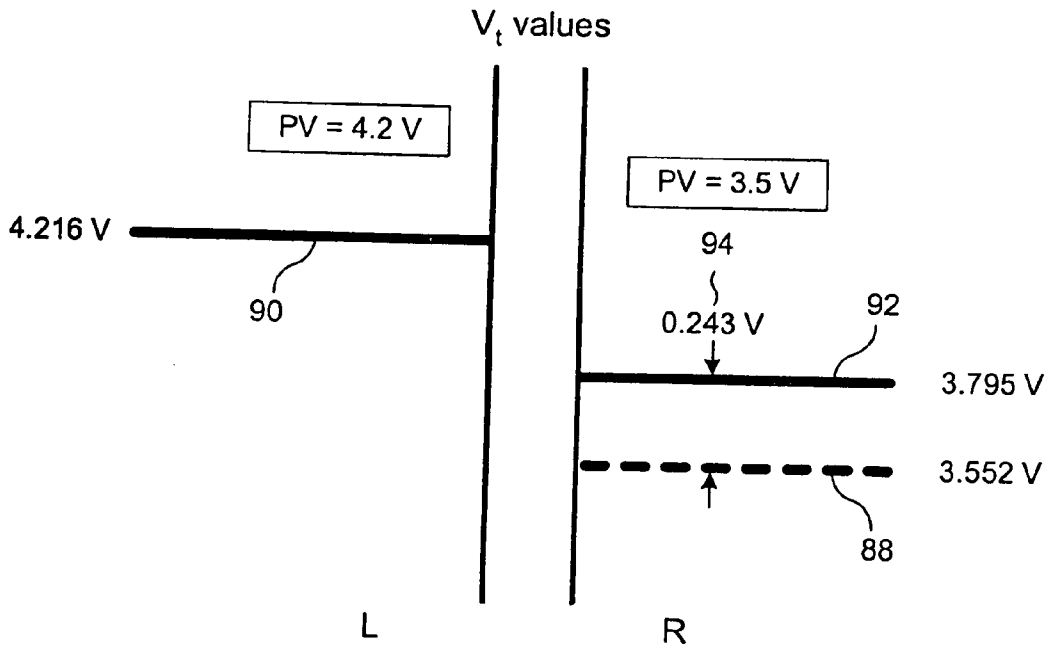 Vt values
PV = 4.2 V
PV = 3.5 V
4.216 V
90
94
0.243 V
92
3.795 V
3.552 V
88
L
R